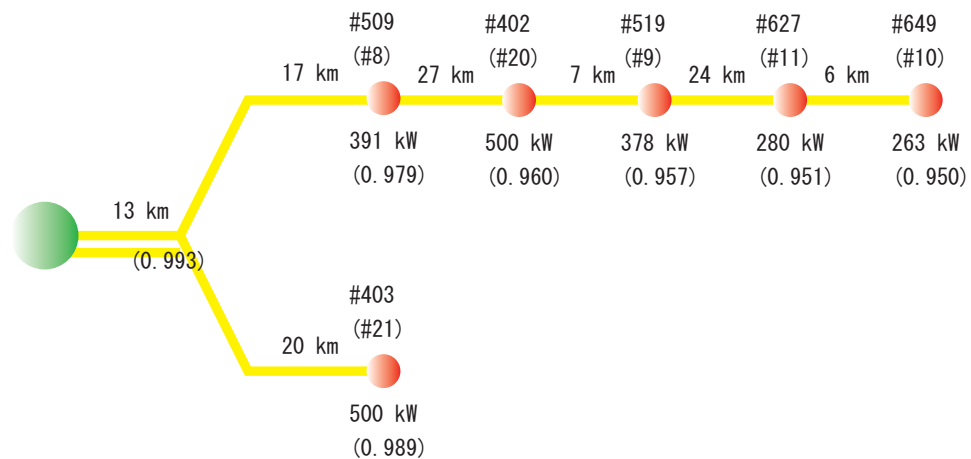 #509
(#8)
#402
(#20)
#519
(#9)
#627
(#11)
#649
(#10)
17 km
27 km
7 km
24 km
6 km
391 kW
(0.979)
500 kW
(0.960)
378 kW
(0.957)
280 kW
(0.951)
263 kW
(0.950)
13 km
(0.993)
#403
(#21)
20 km
500 kW
(0.989)